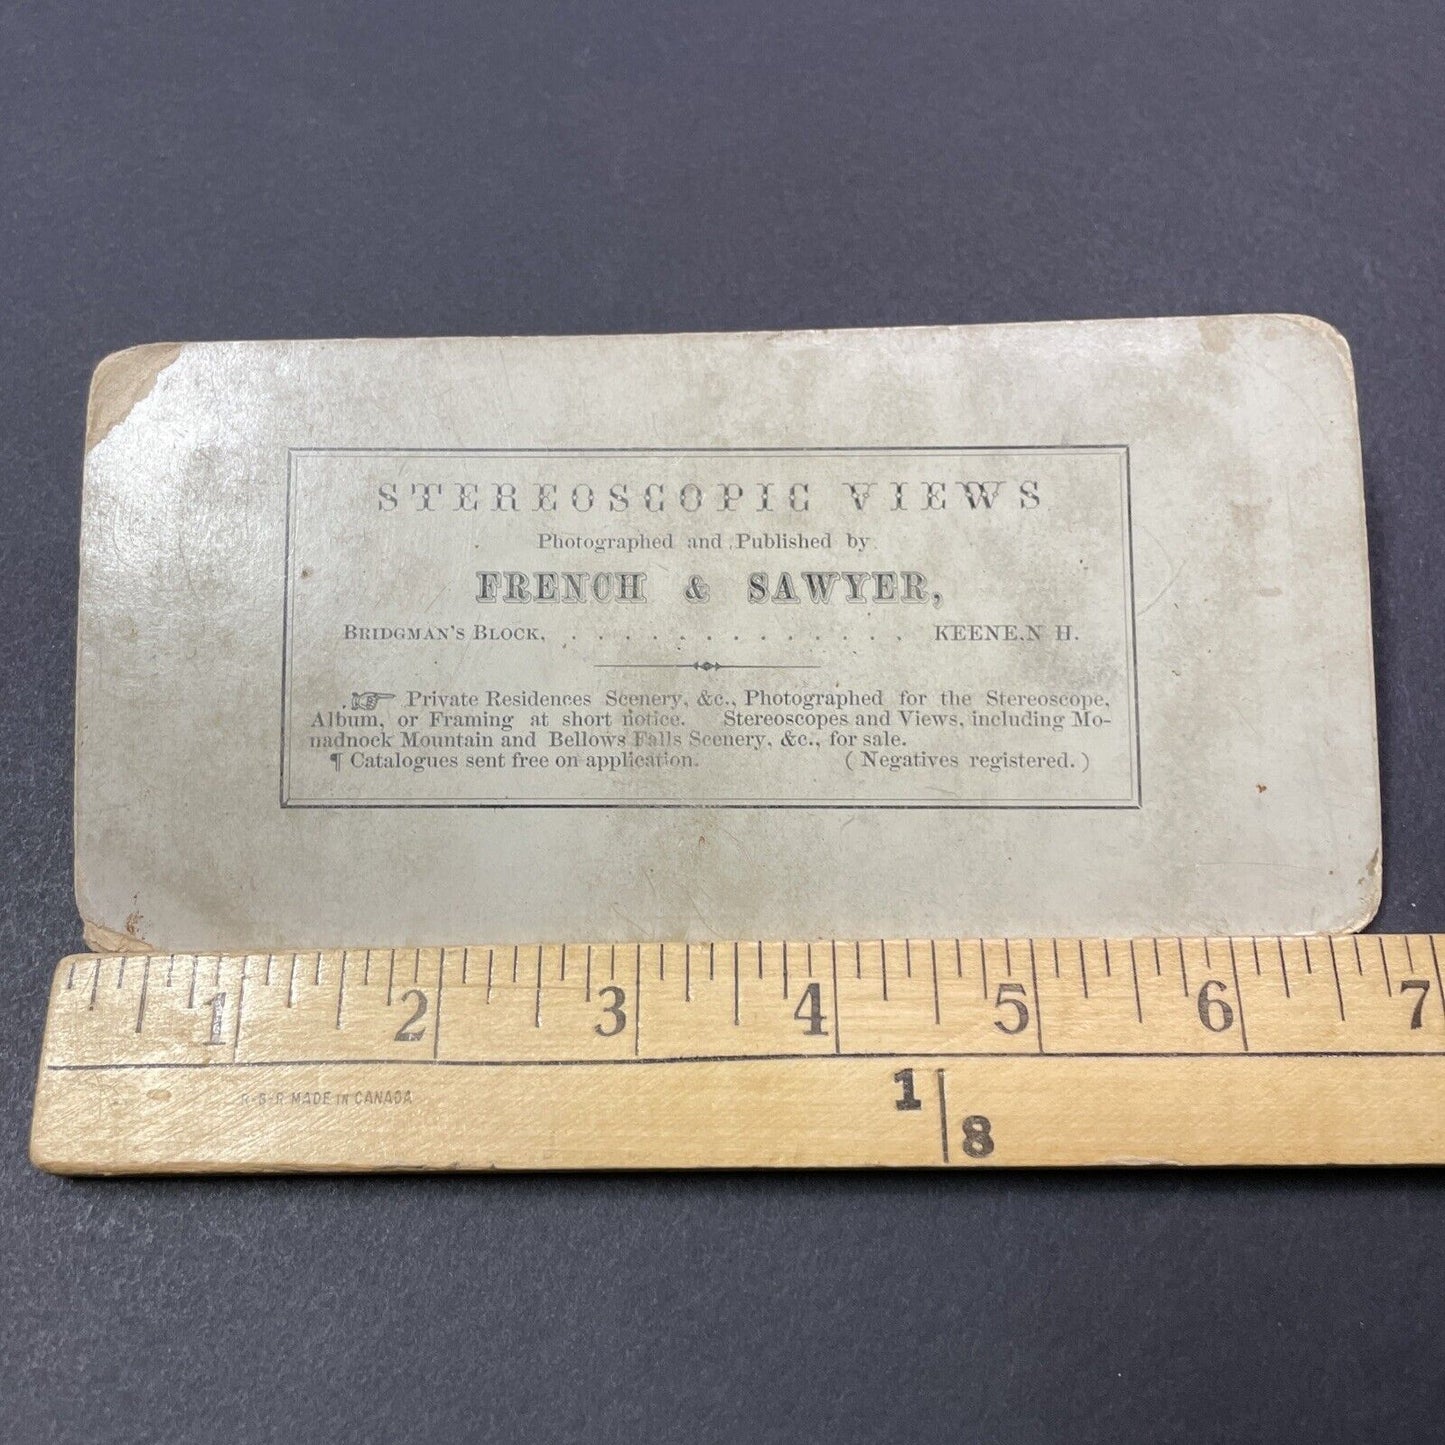 STEREOSCOPIC VIEWS
Photographed and Published by
FRENCH & SAWYER,
BRIDGMAN'S BLOCK, . . . . . . . . . . . . . KEENE, N H.
☞ Private Residences Scenery, &c., Photographed for the Stereoscope,
Album, or Framing at short notice. Stereoscopes and Views, including Mo-
nadnock Mountain and Bellows Falls Scenery, &c., for sale.
¶ Catalogues sent free on application. (Negatives registered.)
1 2 3 4 5 6 7
1/8
R-S-R MADE IN CANADA